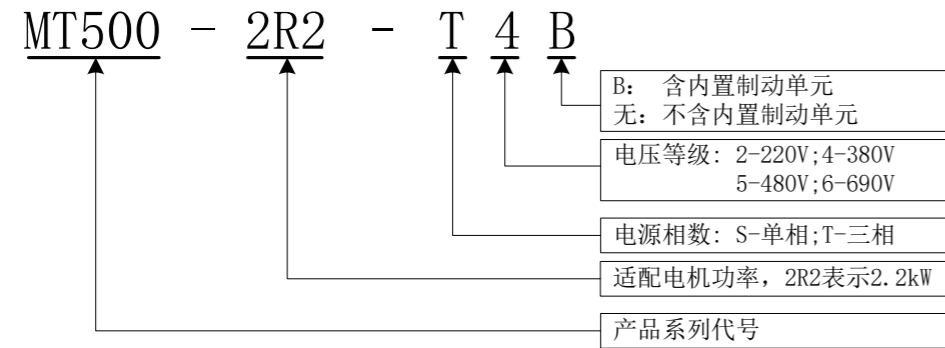 MT500 - 2R2 - T 4 B
B： 含内置制动单元
无：不含内置制动单元
电压等级：2-220V;4-380V
5-480V;6-690V
电源相数：S-单相;T-三相
适配电机功率，2R2表示2.2kW
产品系列代号